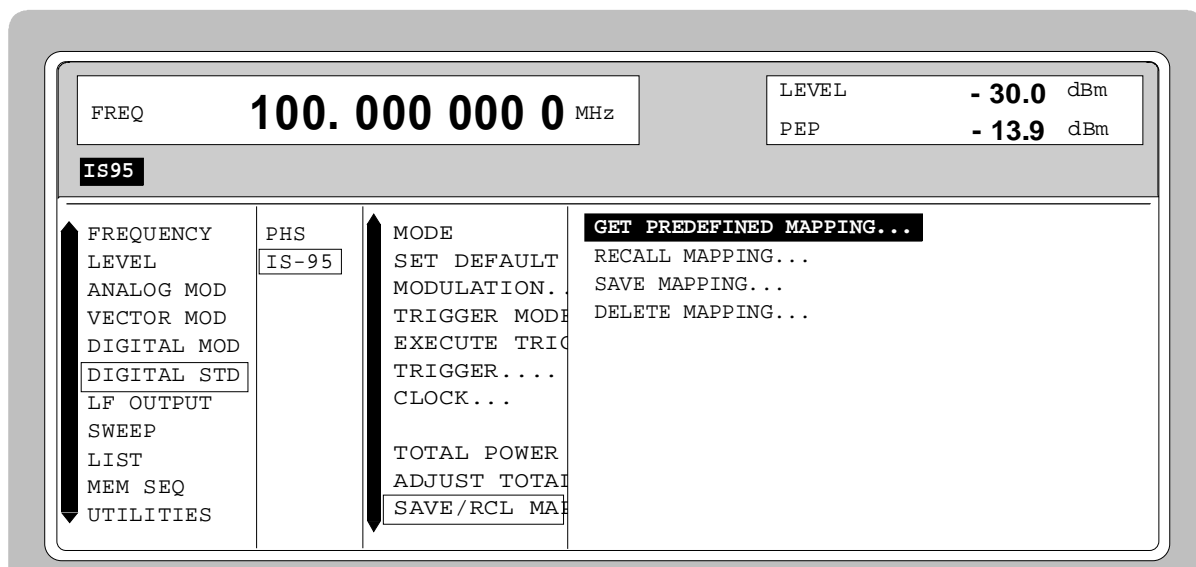 FREQ 100. 000 000 0 MHz
LEVEL - 30.0 dBm
PEP - 13.9 dBm
IS95
FREQUENCY
LEVEL
ANALOG MOD
VECTOR MOD
DIGITAL MOD
DIGITAL STD
LF OUTPUT
SWEEP
LIST
MEM SEQ
UTILITIES
PHS
IS-95
MODE
SET DEFAULT
MODULATION..
TRIGGER MODE
EXECUTE TRIG
TRIGGER....
CLOCK...
TOTAL POWER
ADJUST TOTAL
SAVE/RCL MAP
GET PREDEFINED MAPPING...
RECALL MAPPING...
SAVE MAPPING...
DELETE MAPPING...